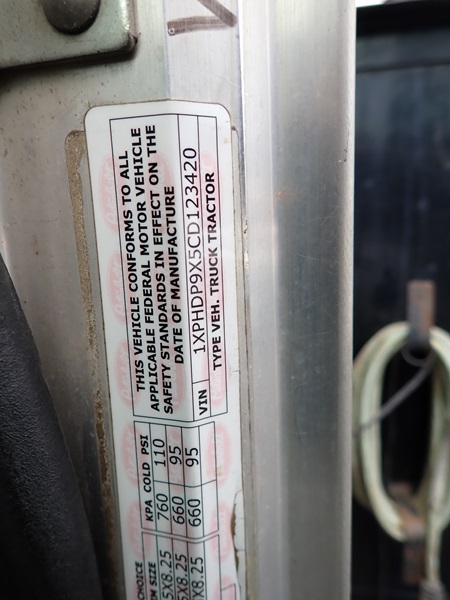 THIS VEHICLE CONFORMS TO ALL
APPLICABLE FEDERAL MOTOR VEHICLE
SAFETY STANDARDS IN EFFECT ON THE
DATE OF MANUFACTURE
VIN 1XPHDP9X5CD123420
TYPE VEH. TRUCK TRACTOR
CHOICE KPA COLD PSI
SIZE
5X8.25 760 110
5X8.25 660 95
X8.25 660 95